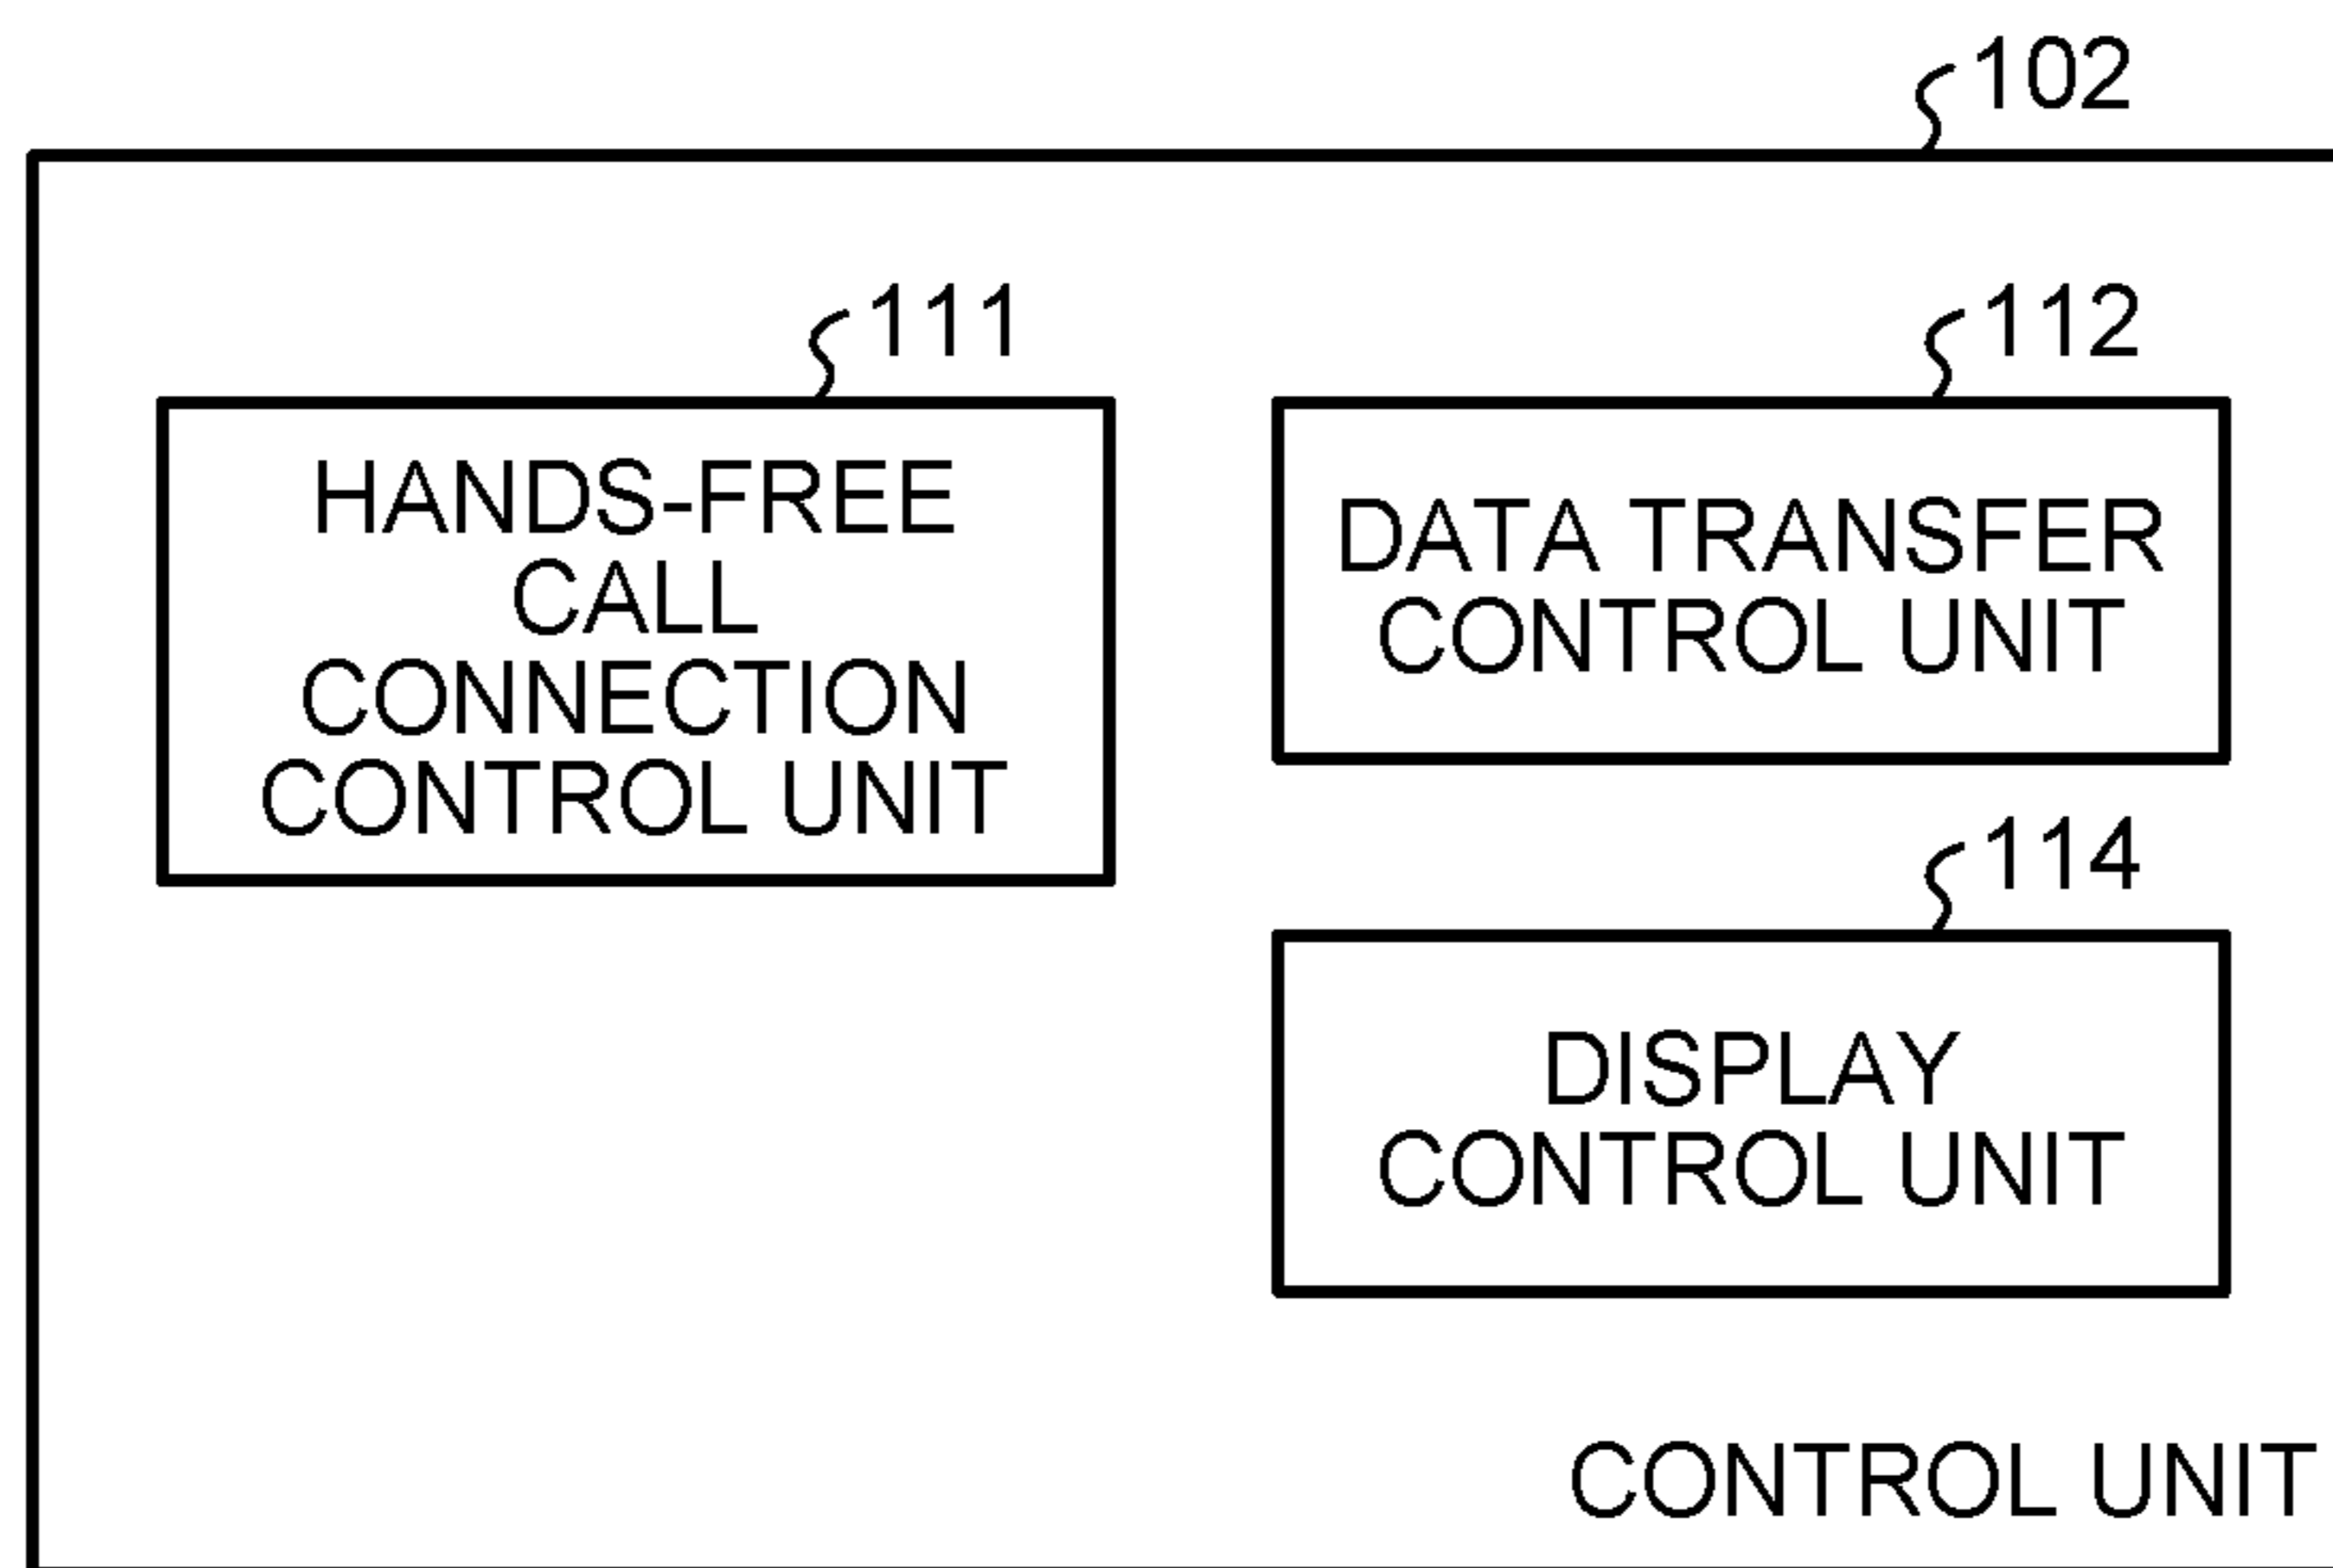 102
111
HANDS-FREE
CALL
CONNECTION
CONTROL UNIT
112
DATA TRANSFER
CONTROL UNIT
114
DISPLAY
CONTROL UNIT
CONTROL UNIT